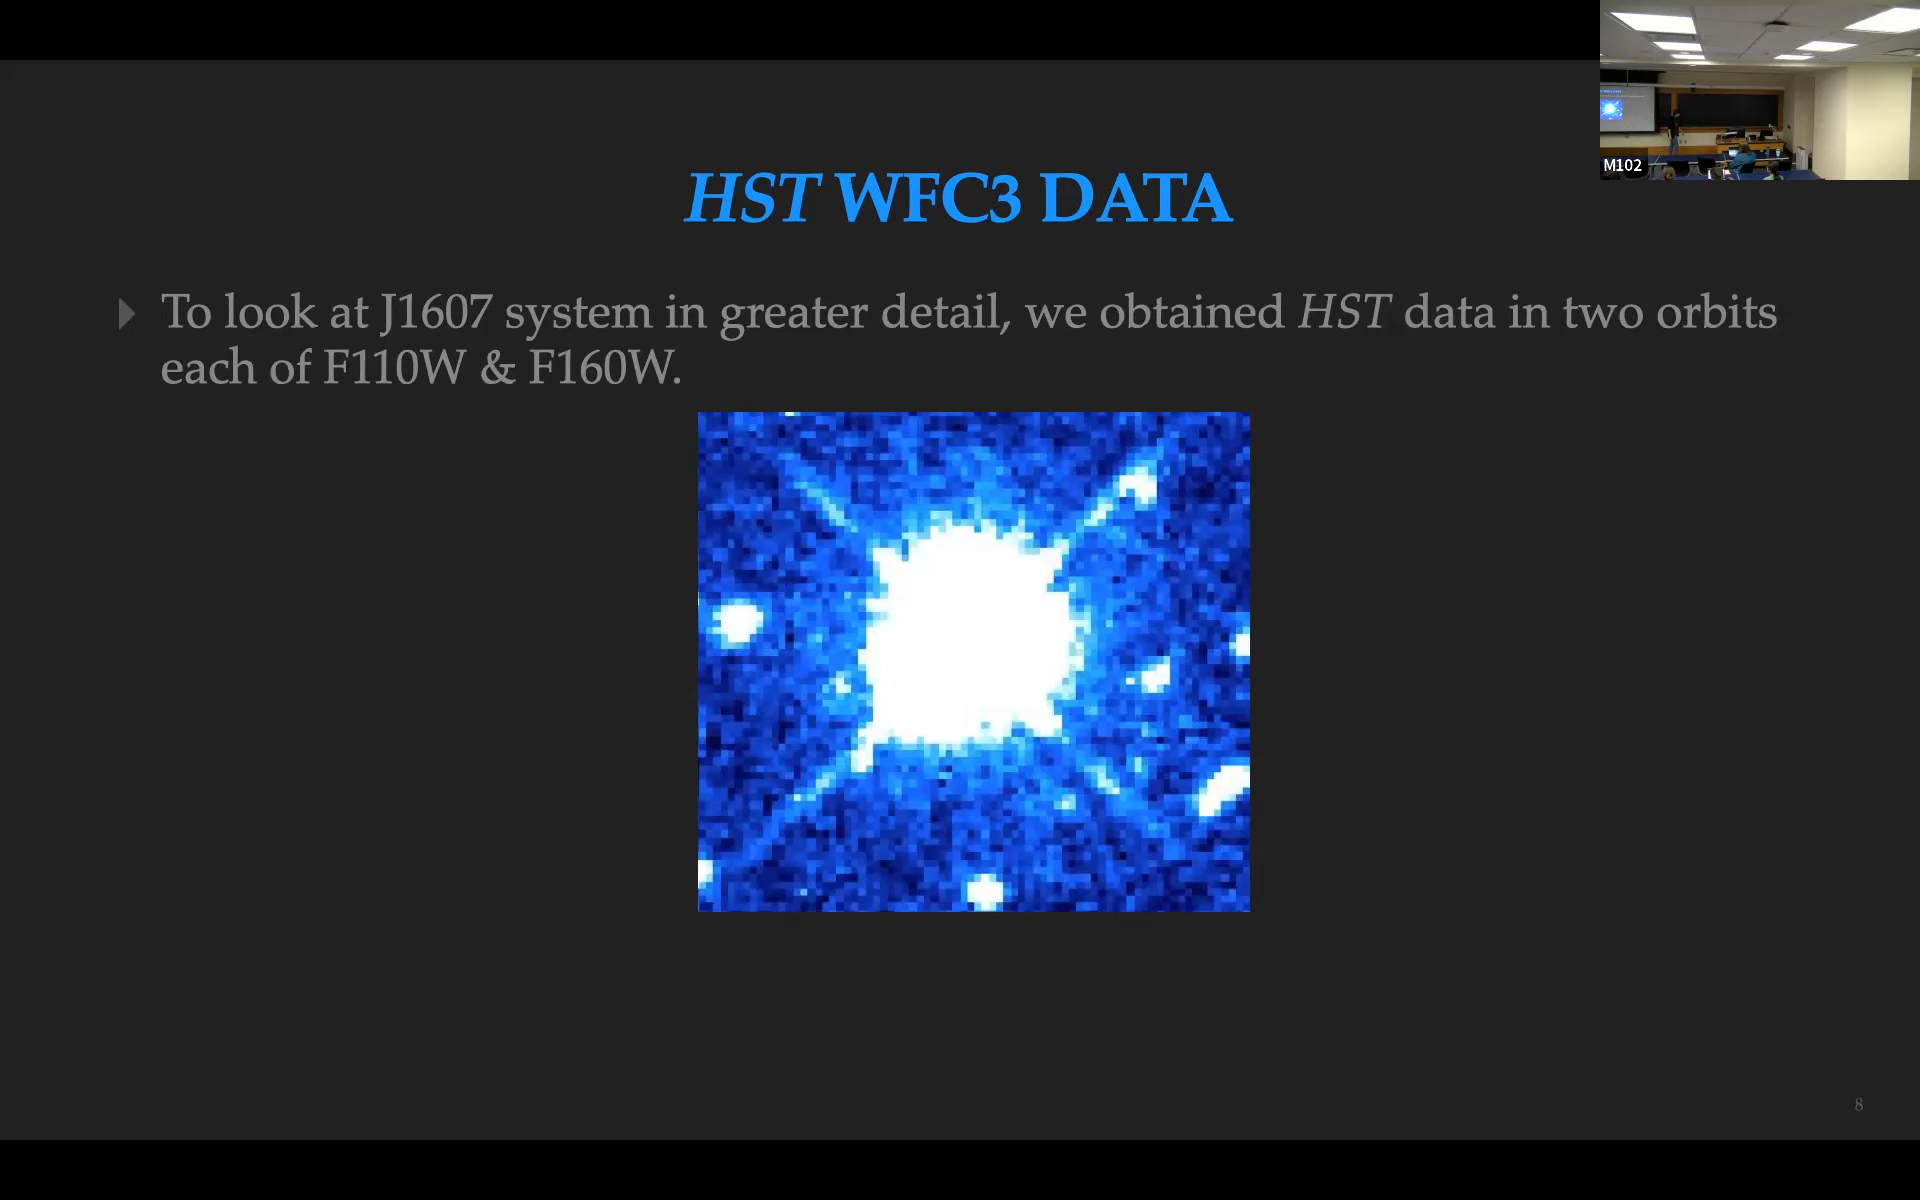 HST WFC3 DATA
To look at J1607 system in greater detail, we obtained HST data in two orbits
each of F110W & F160W.
M102
8